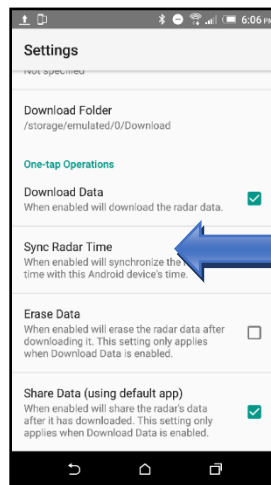 6:06 PM
Settings
Not specified
Download Folder
/storage/emulated/0/Download
One-tap Operations
Download Data
When enabled will download the radar data.
Sync Radar Time
When enabled will synchronize the
time with this Android device's time.
Erase Data
When enabled will erase the radar data after
downloading it. This setting only applies
when Download Data is enabled.
Share Data (using default app)
When enabled will share the radar's data
after it has downloaded. This setting only
applies when Download Data is enabled.